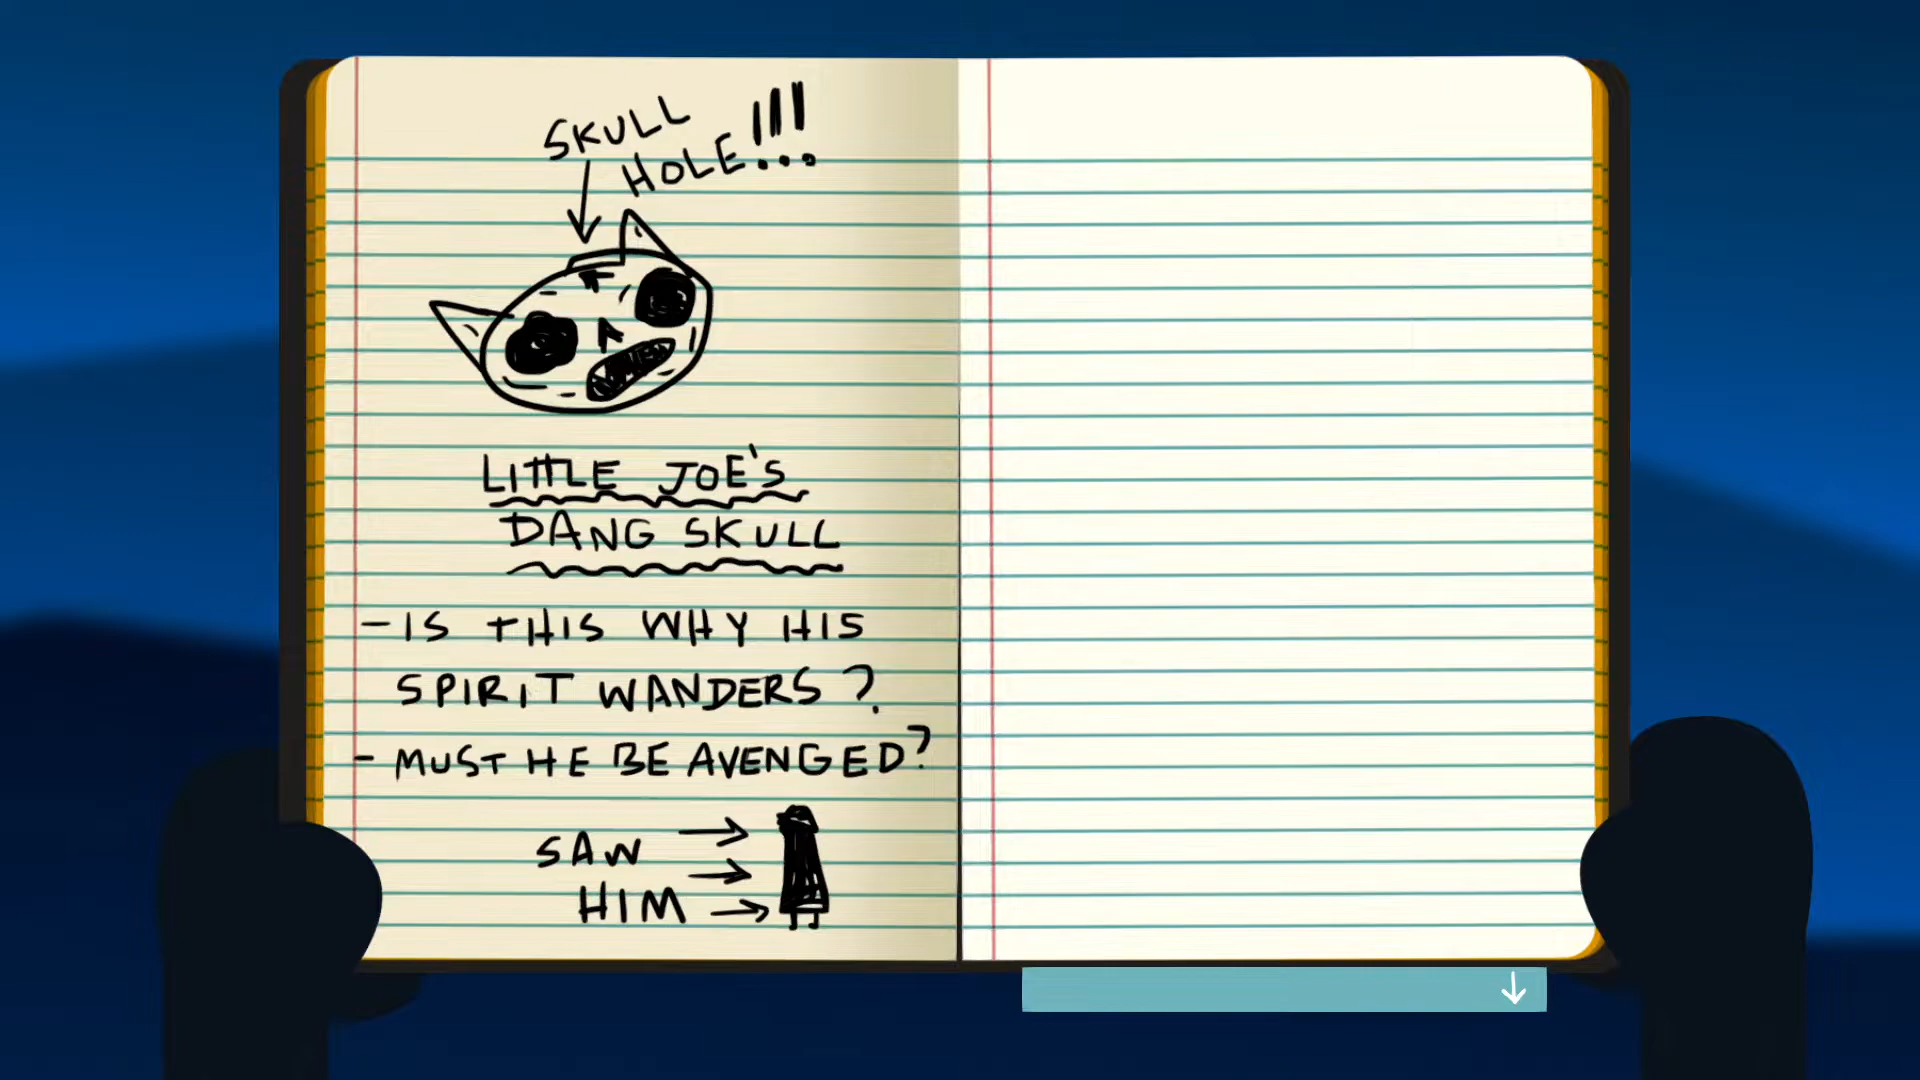 SKULL
HOLE!!!
LITTLE JOE'S
DANG SKULL
- IS THIS WHY HIS
SPIRIT WANDERS?
- MUST HE BE AVENGED?
SAW
HIM